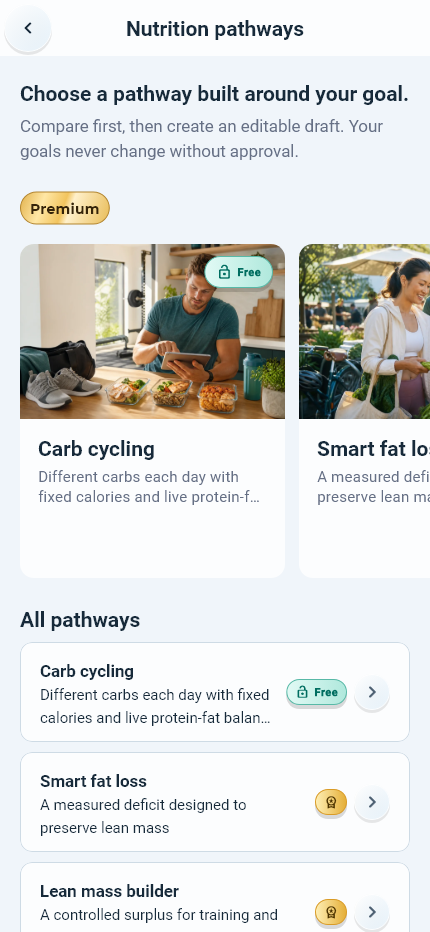 Nutrition pathways
Choose a pathway built around your goal.
Compare first, then create an editable draft. Your
goals never change without approval.
Premium
Free
Carb cycling
Different carbs each day with
fixed calories and live protein-f...
Smart fat los
A measured defi
preserve lean ma
All pathways
Carb cycling
Different carbs each day with fixed
calories and live protein-fat balan...
Free
Smart fat loss
A measured deficit designed to
preserve lean mass
Lean mass builder
A controlled surplus for training and